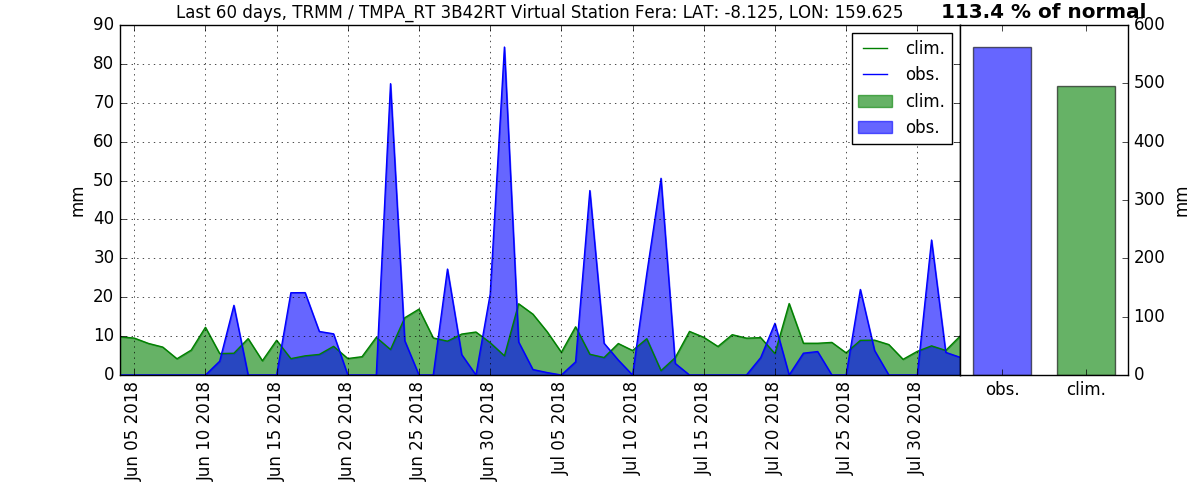 Last 60 days, TRMM / TMPA_RT 3B42RT Virtual Station Fera: LAT: -8.125, LON: 159.625
113.4 % of normal
90
80
70
60
50
40
30
20
10
0
mm
clim.
obs.
clim.
obs.
Jun 05 2018
Jun 10 2018
Jun 15 2018
Jun 20 2018
Jun 25 2018
Jun 30 2018
Jul 05 2018
Jul 10 2018
Jul 15 2018
Jul 20 2018
Jul 25 2018
Jul 30 2018
600
500
400
300
200
100
0
mm
obs.
clim.